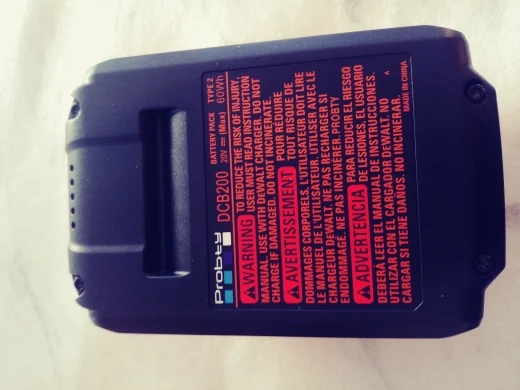 Probty
DCB200 BATTERY PACK TYPE 2
20V (Max) 60Wh
WARNING TO REDUCE THE RISK OF INJURY,
USER MUST READ INSTRUCTION
MANUAL. USE WITH DEWALT CHARGER. DO NOT
CHARGE IF DAMAGED. DO NOT INCINERATE.
AVERTISSEMENT POUR REDUIRE
TOUT RISQUE DE
DOMMAGES CORPORELS, L'UTILISATEUR DOIT LIRE
LE MANUEL DE L'UTILISATEUR. UTILISER AVEC LE
CHARGEUR DEWALT. NE PAS RECHARGER SI
ENDOMMAGÉ. NE PAS INCINERER. PROBTY
ADVERTENCIA PARA REDUCIR EL RIESGO
DE LESIONES, EL USUARIO
DEBERÁ LEER EL MANUAL DE INSTRUCCIONES.
UTILIZAR CON EL CARGADOR DEWALT. NO
CARGAR SI TIENE DAÑOS. NO INCINERAR.
A
MADE IN CHINA